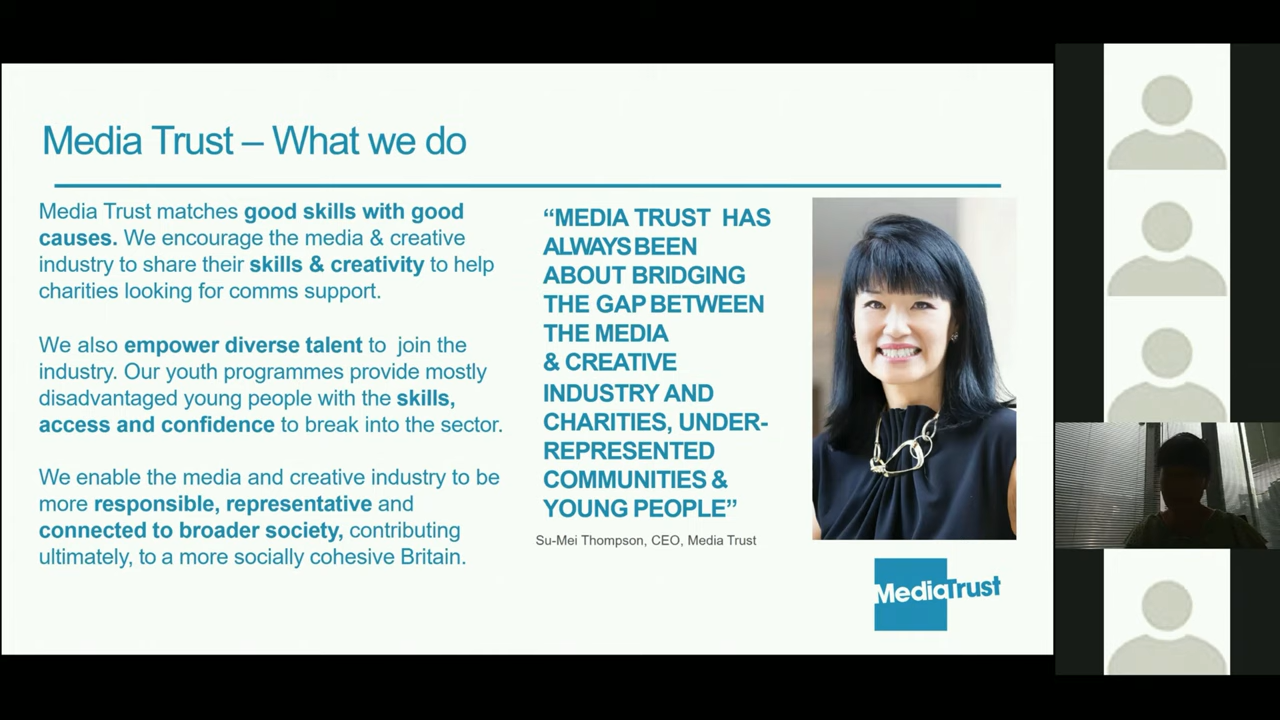 Media Trust – What we do
Media Trust matches good skills with good
causes. We encourage the media & creative
industry to share their skills & creativity to help
charities looking for comms support.
We also empower diverse talent to join the
industry. Our youth programmes provide mostly
disadvantaged young people with the skills,
access and confidence to break into the sector.
We enable the media and creative industry to be
more responsible, representative and
connected to broader society, contributing
ultimately, to a more socially cohesive Britain.
“MEDIA TRUST HAS
ALWAYS BEEN
ABOUT BRIDGING
THE GAP BETWEEN
THE MEDIA
& CREATIVE
INDUSTRY AND
CHARITIES, UNDER-
REPRESENTED
COMMUNITIES &
YOUNG PEOPLE”
Su-Mei Thompson, CEO, Media Trust
MediaTrust